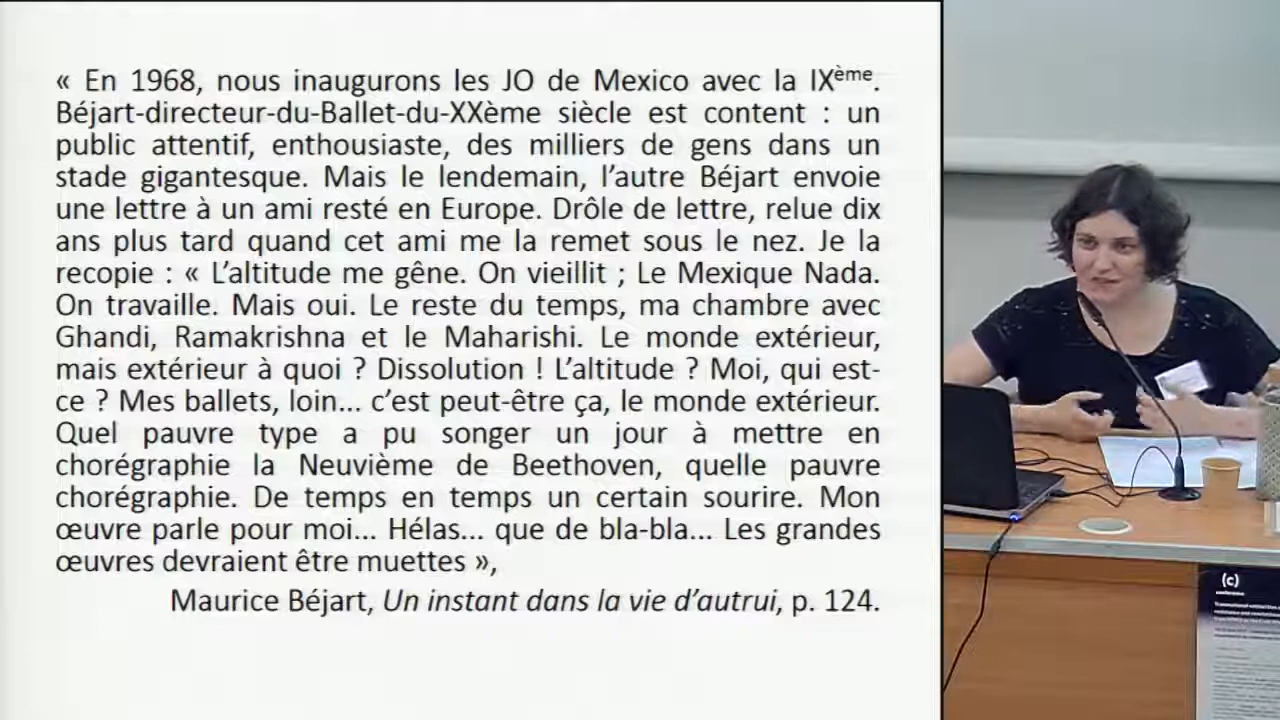 « En 1968, nous inaugurons les JO de Mexico avec la IXème.
Béjart-directeur-du-Ballet-du-XXème siècle est content : un
public attentif, enthousiaste, des milliers de gens dans un
stade gigantesque. Mais le lendemain, l’autre Béjart envoie
une lettre à un ami resté en Europe. Drôle de lettre, relue dix
ans plus tard quand cet ami me la remet sous le nez. Je la
recopie : « L’altitude me gêne. On vieillit ; Le Mexique Nada.
On travaille. Mais oui. Le reste du temps, ma chambre avec
Ghandi, Ramakrishna et le Maharishi. Le monde extérieur,
mais extérieur à quoi ? Dissolution ! L’altitude ? Moi, qui est-
ce ? Mes ballets, loin... c’est peut-être ça, le monde extérieur.
Quel pauvre type a pu songer un jour à mettre en
chorégraphie la Neuvième de Beethoven, quelle pauvre
chorégraphie. De temps en temps un certain sourire. Mon
œuvre parle pour moi... Hélas... que de bla-bla... Les grandes
œuvres devraient être muettes »,
Maurice Béjart, Un instant dans la vie d’autrui, p. 124.
(c)
conference